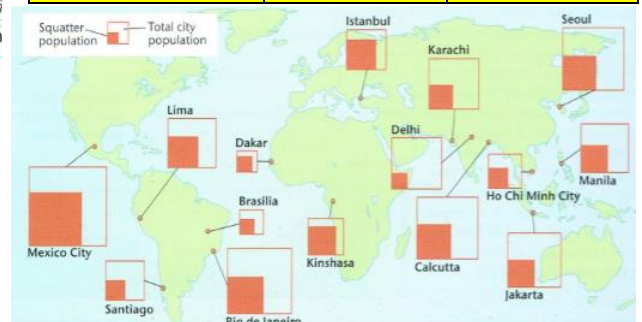 Squatter
population
Total city
population
Istanbul
Seoul
Karachi
Lima
Dakar
Delhi
Manila
Ho Chi Minh City
Brasilia
Mexico City
Kinshasa
Calcutta
Jakarta
Santiago
Rio de Janeiro